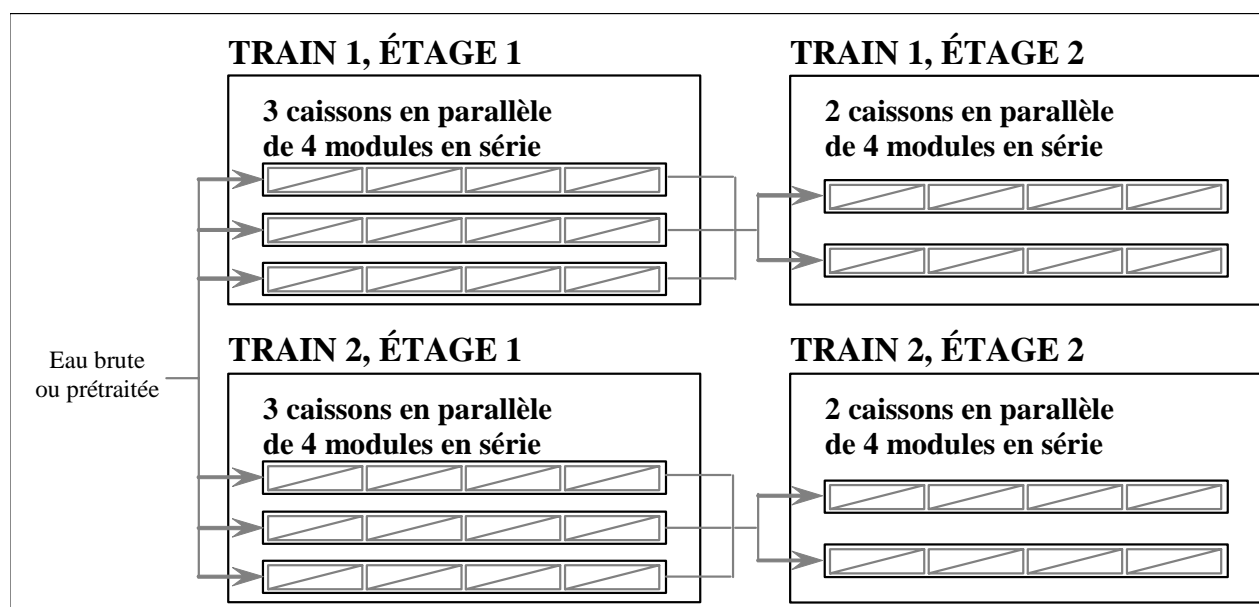 TRAIN 1, ÉTAGE 1
3 caissons en parallèle
de 4 modules en série
TRAIN 1, ÉTAGE 2
2 caissons en parallèle
de 4 modules en série
Eau brute
ou prétraitée
TRAIN 2, ÉTAGE 1
3 caissons en parallèle
de 4 modules en série
TRAIN 2, ÉTAGE 2
2 caissons en parallèle
de 4 modules en série